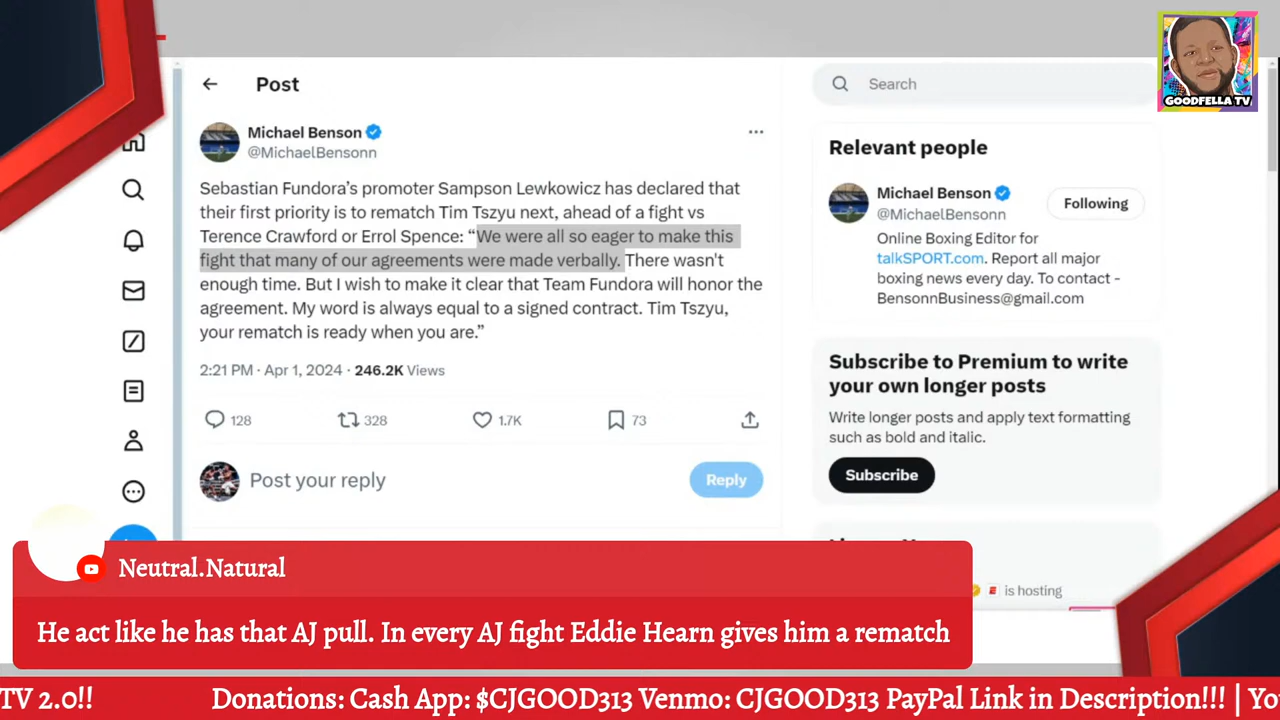 GOODFELLA TV
Post
Search
Michael Benson
@MichaelBensonn
Sebastian Fundora’s promoter Sampson Lewkowicz has declared that
their first priority is to rematch Tim Tszyu next, ahead of a fight vs
Terence Crawford or Errol Spence: “We were all so eager to make this
fight that many of our agreements were made verbally. There wasn't
enough time. But I wish to make it clear that Team Fundora will honor the
agreement. My word is always equal to a signed contract. Tim Tszyu,
your rematch is ready when you are.”
2:21 PM · Apr 1, 2024 · 246.2K Views
128 328 1.7K 73
Post your reply
Reply
Relevant people
Michael Benson
@MichaelBensonn
Following
Online Boxing Editor for
talkSPORT.com. Report all major
boxing news every day. To contact -
BensonnBusiness@gmail.com
Subscribe to Premium to write
your own longer posts
Write longer posts and apply text formatting
such as bold and italic.
Subscribe
is hosting
Neutral.Natural
He act like he has that AJ pull. In every AJ fight Eddie Hearn gives him a rematch
TV 2.0!! Donations: Cash App: $CJGOOD313 Venmo: CJGOOD313 PayPal Link in Description!!! | Yo